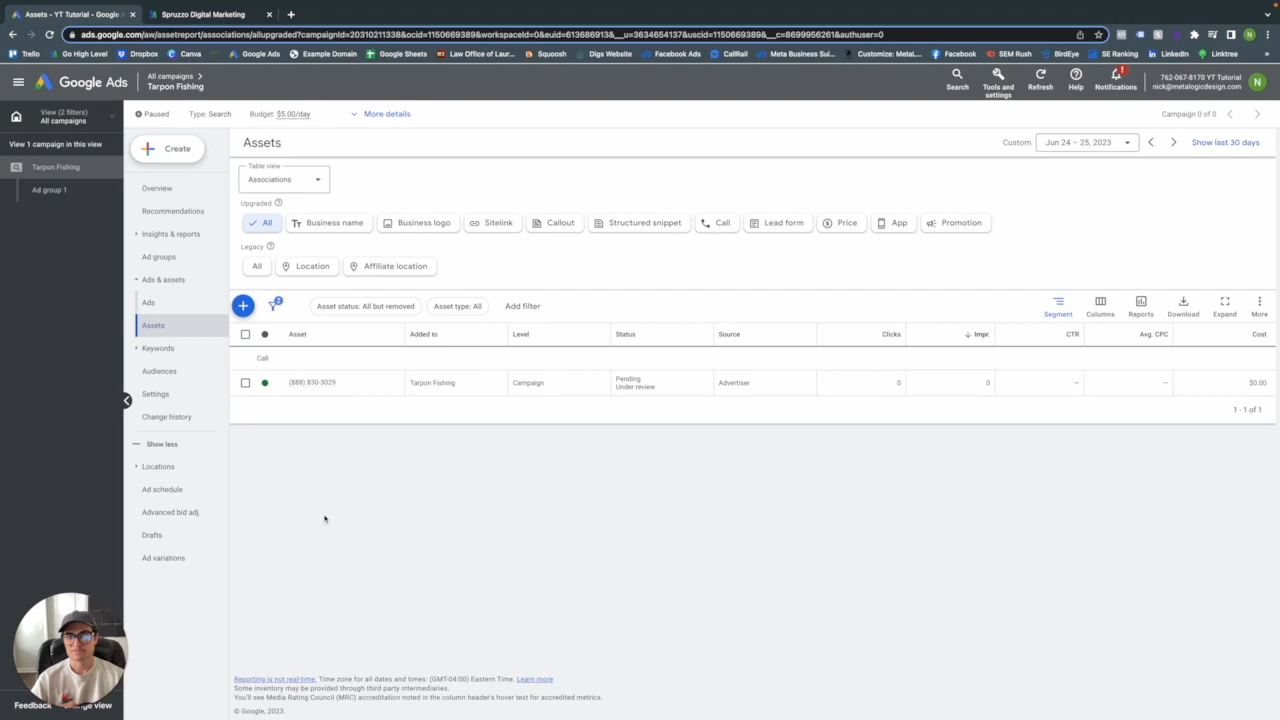 Assets – YT Tutorial – Google
Spruzzo Digital Marketing
ads.google.com/aw/assetreport/associations/allupgraded?campaignId=20310211338&ocid=1150669389&workspaceId=0&euid=613686913&__u=3634654137&uscid=1150669389&__c=8699956261&authuser=0
Trello
Go High Level
Dropbox
Canva
Google Ads
Example Domain
Google Sheets
Law Office of Laur...
Squoosh
Digs Website
Facebook Ads
CallRail
Meta Business Sui...
Customize: MetaL...
Facebook
SEM Rush
BirdEye
SE Ranking
LinkedIn
Linktree
Google Ads
All campaigns
Tarpon Fishing
Search
Tools and settings
Refresh
Help
Notifications
762-067-8170 YT Tutorial
nick@metalogicdesign.com
N
View (2 filters)
All campaigns
Paused
Type: Search
Budget: $5.00/day
More details
Campaign 0 of 0
View 1 campaign in this view
Tarpon Fishing
Ad group 1
Create
Overview
Recommendations
Insights & reports
Ad groups
Ads & assets
Ads
Assets
Keywords
Audiences
Settings
Change history
Show less
Locations
Ad schedule
Advanced bid adj.
Drafts
Ad variations
Assets
Custom
Jun 24 – 25, 2023
Show last 30 days
Table view
Associations
Upgraded
All
Business name
Business logo
Sitelink
Callout
Structured snippet
Call
Lead form
Price
App
Promotion
Legacy
All
Location
Affiliate location
2
Asset status: All but removed
Asset type: All
Add filter
Segment
Columns
Reports
Download
Expand
More
Asset
Added to
Level
Status
Source
Clicks
Impr.
CTR
Avg. CPC
Cost
Call
(888) 830-3029
Tarpon Fishing
Campaign
Pending
Under review
Advertiser
0
0
—
—
$0.00
1 - 1 of 1
Reporting is not real-time. Time zone for all dates and times: (GMT-04:00) Eastern Time. Learn more
Some inventory may be provided through third party intermediaries.
You'll see Media Rating Council (MRC) accreditation noted in the column header's hover text for accredited metrics.
© Google, 2023.
Feedback